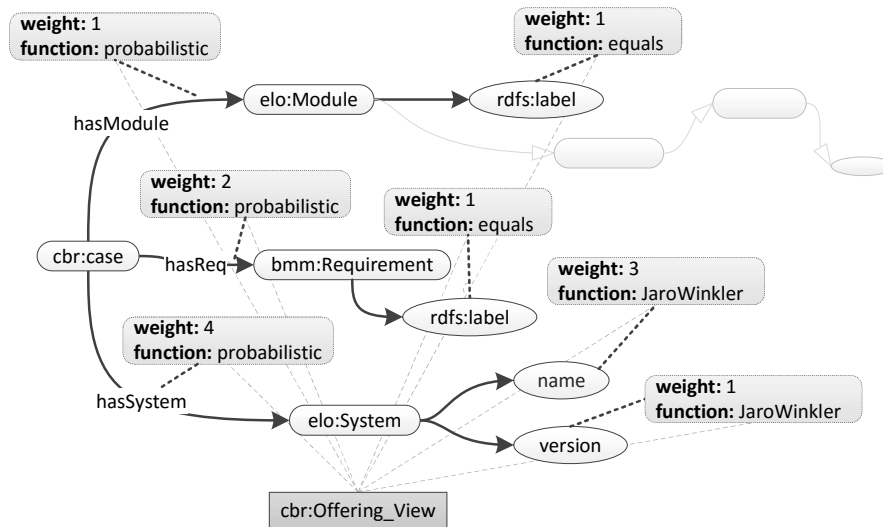 weight: 1
function: probabilistic
weight: 1
function: equals
elo:Module
rdfs:label
hasModule
weight: 2
function: probabilistic
weight: 1
function: equals
cbr:case
hasReq
bmm:Requirement
weight: 3
function: JaroWinkler
rdfs:label
weight: 4
function: probabilistic
name
weight: 1
function: JaroWinkler
hasSystem
elo:System
version
cbr:Offering_View